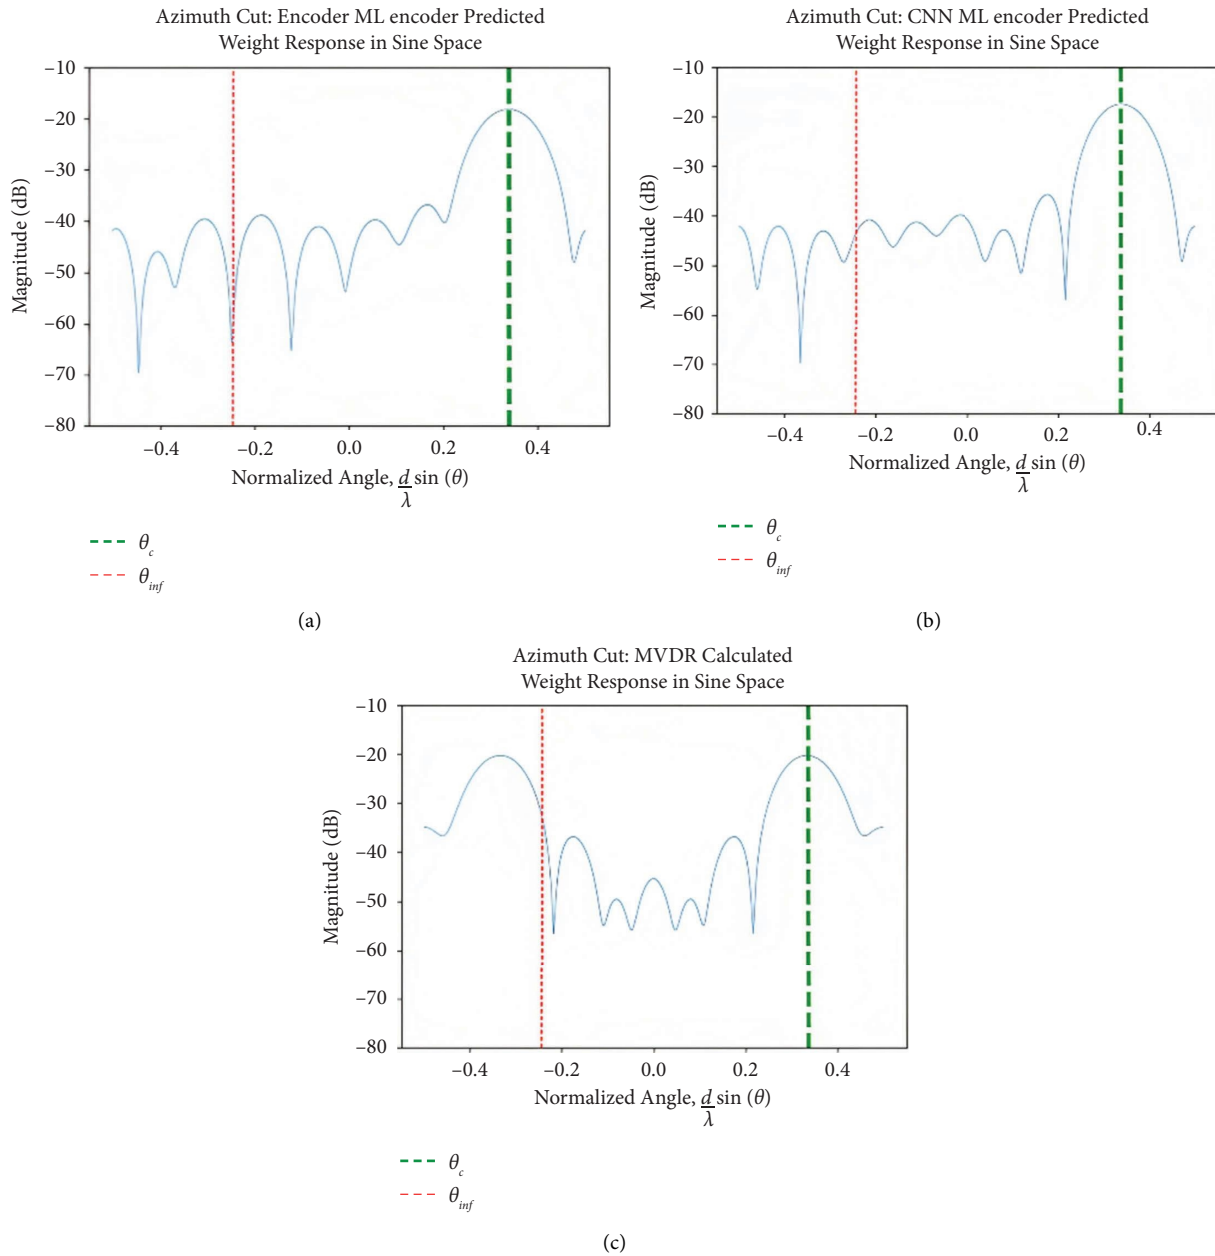 Azimuth Cut: Encoder ML encoder Predicted
Weight Response in Sine Space
–10
–20
–30
–40
–50
–60
–70
–80
Magnitude (dB)
–0.4
–0.2
0.0
0.2
0.4
Normalized Angle, d/λ sin (θ)
θc
θinf
(a)
Azimuth Cut: CNN ML encoder Predicted
Weight Response in Sine Space
–10
–20
–30
–40
–50
–60
–70
–80
Magnitude (dB)
–0.4
–0.2
0.0
0.2
0.4
Normalized Angle, d/λ sin (θ)
θc
θinf
(b)
Azimuth Cut: MVDR Calculated
Weight Response in Sine Space
–10
–20
–30
–40
–50
–60
–70
–80
Magnitude (dB)
–0.4
–0.2
0.0
0.2
0.4
Normalized Angle, d/λ sin (θ)
θc
θinf
(c)